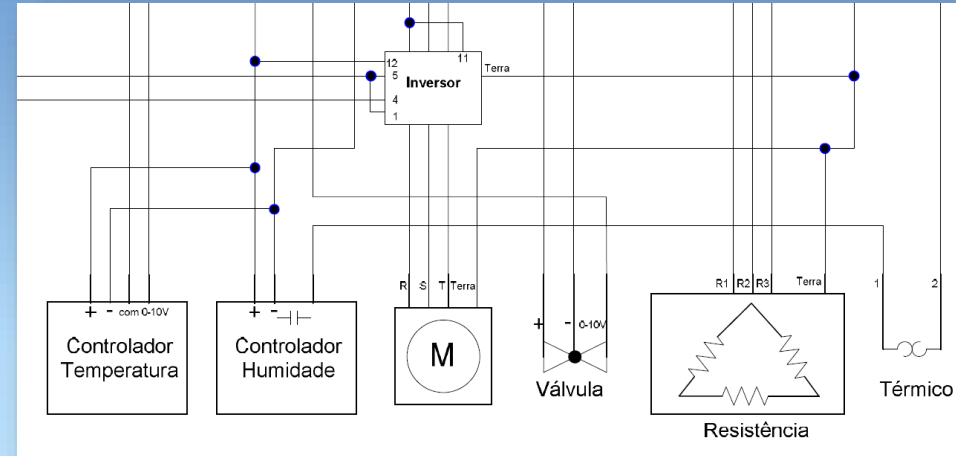 12
11
5
Inversor
Terra
4
1
R S T Terra
R1 R2 R3 Terra
1 2
+ - com 0-10V
+ -
+ - 0-10V
Controlador
Temperatura
Controlador
Humidade
M
Válvula
Resistência
Térmico